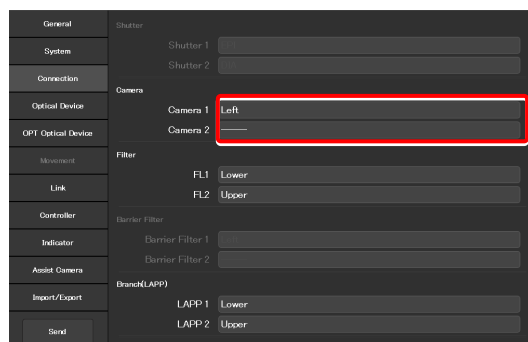 General
System
Connection
Optical Device
OPT Optical Device
Movement
Link
Controller
Indicator
Assist Camera
Import/Export
Send
Shutter
Shutter 1
Shutter 2
Camera
Camera 1 Left
Camera 2 -----
Filter
FL1 Lower
FL2 Upper
Barrier Filter
Barrier Filter 1
Barrier Filter 2
Branch(LAPP)
LAPP 1 Lower
LAPP 2 Upper